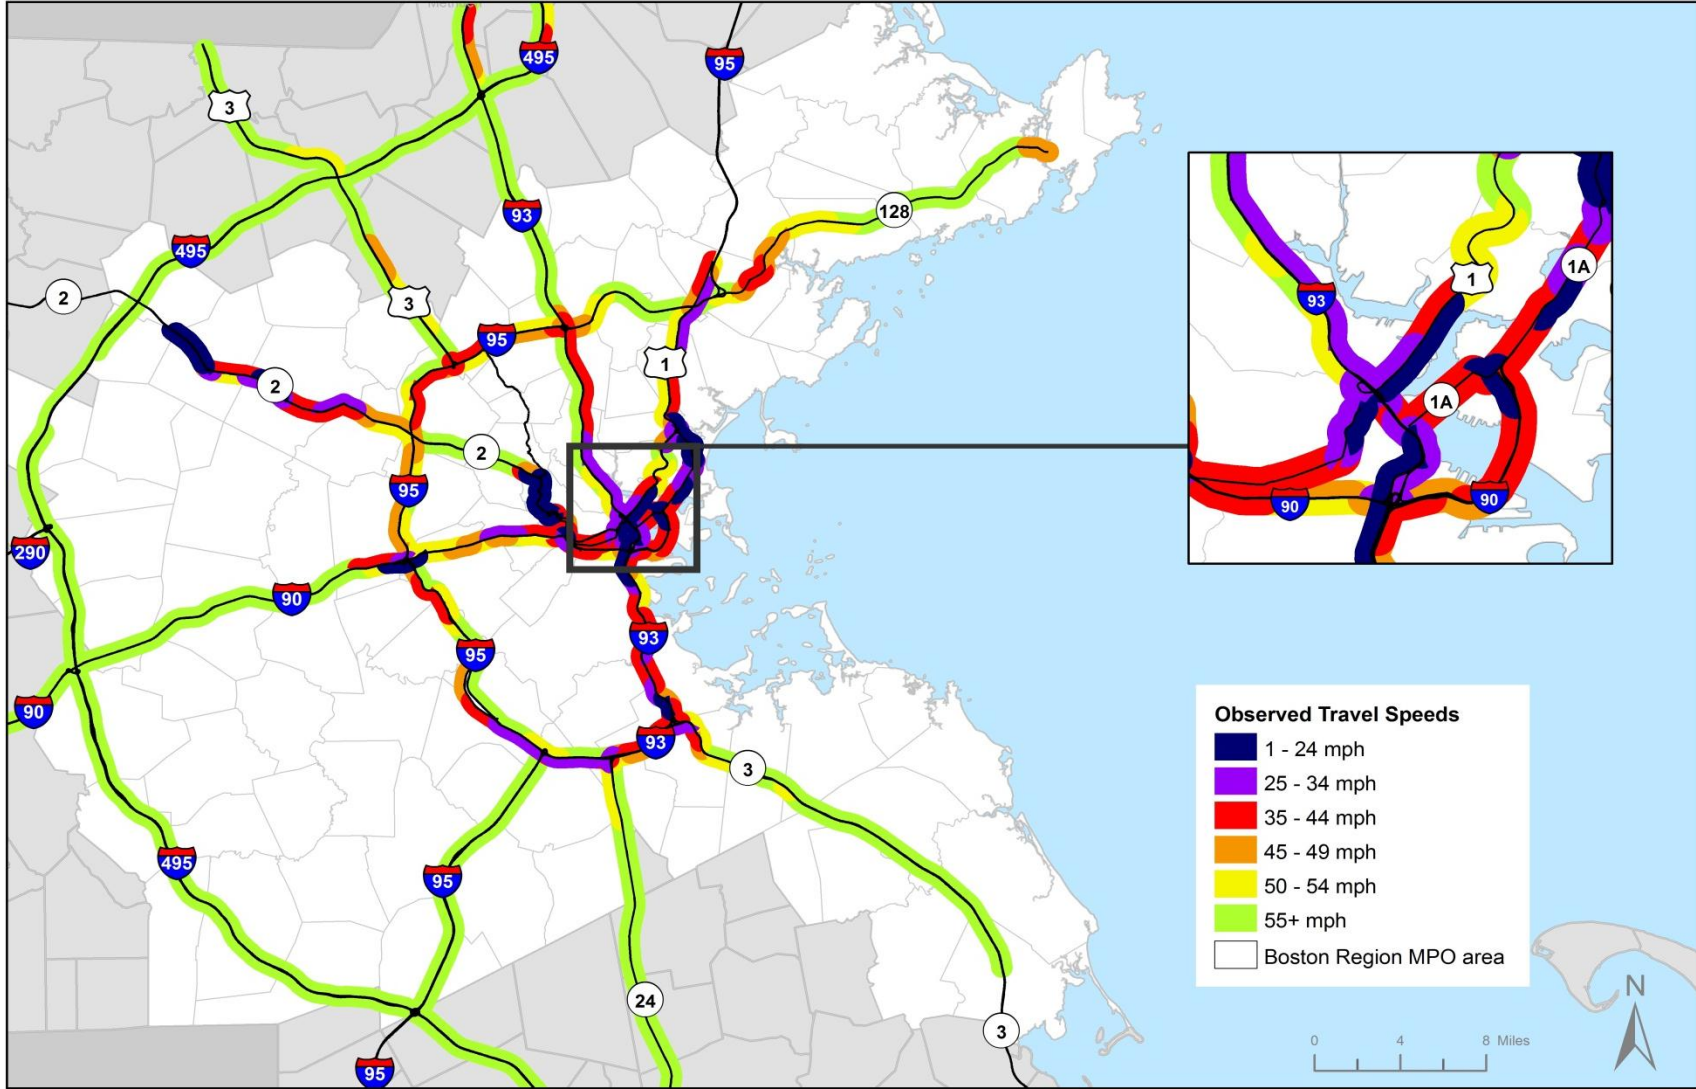 Methuen
495
95
3
93
128
495
2
3
95
1
2
2
95
290
90
93
95
90
93
3
495
95
24
3
95
93
1
1A
1A
90
90
Observed Travel Speeds
1 - 24 mph
25 - 34 mph
35 - 44 mph
45 - 49 mph
50 - 54 mph
55+ mph
Boston Region MPO area
N
0 4 8 Miles